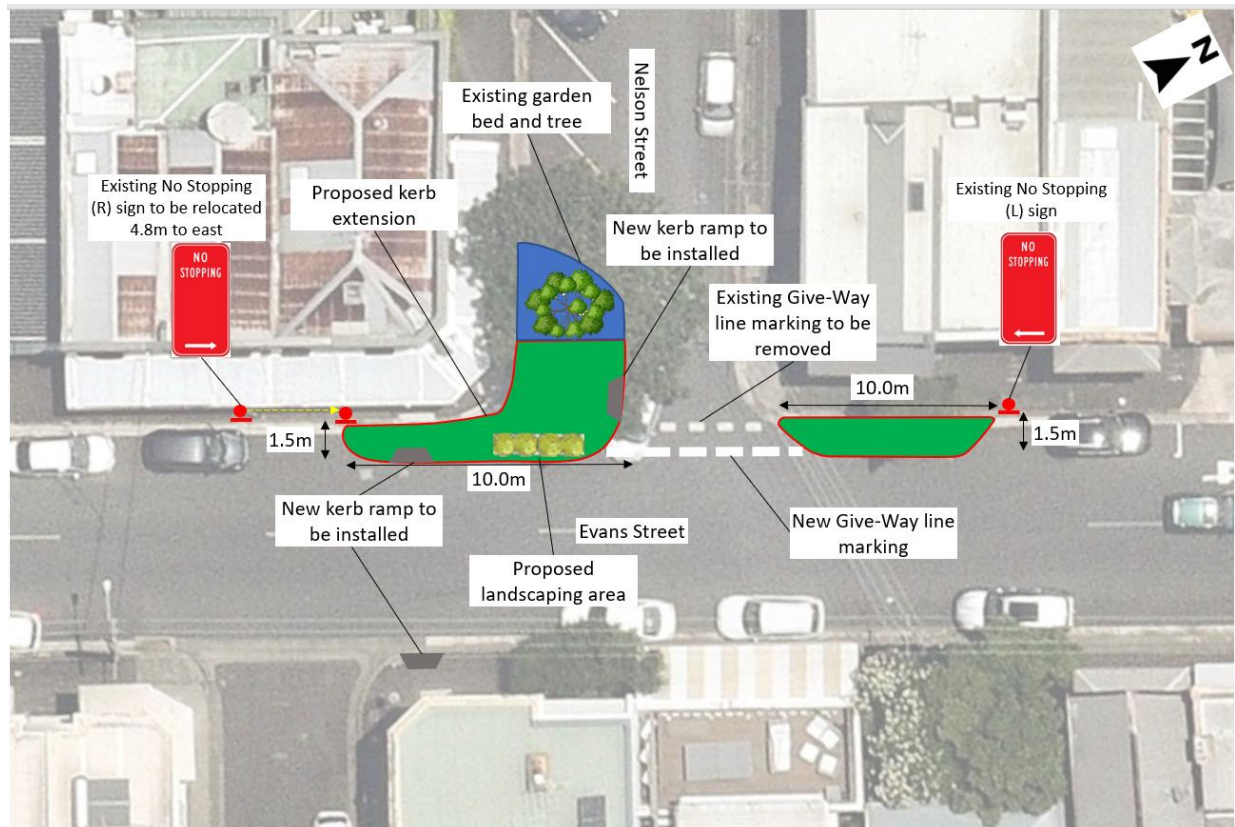 N
Nelson Street
Existing garden
bed and tree
Existing No Stopping
(R) sign to be relocated
4.8m to east
NO
STOPPING
Proposed kerb
extension
New kerb ramp to
be installed
Existing Give-Way
line marking to be
removed
Existing No Stopping
(L) sign
NO
STOPPING
10.0m
1.5m
1.5m
10.0m
New kerb ramp to
be installed
Evans Street
New Give-Way line
marking
Proposed
landscaping area